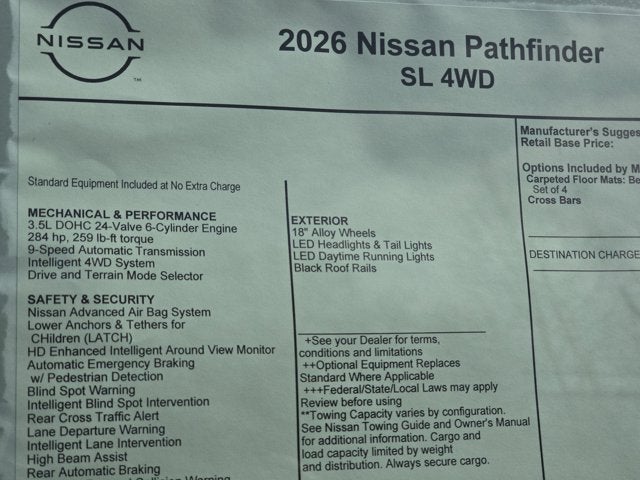 NISSAN
2026 Nissan Pathfinder
SL 4WD
Standard Equipment Included at No Extra Charge
MECHANICAL & PERFORMANCE
3.5L DOHC 24-Valve 6-Cylinder Engine
284 hp, 259 lb-ft torque
9-Speed Automatic Transmission
Intelligent 4WD System
Drive and Terrain Mode Selector
SAFETY & SECURITY
Nissan Advanced Air Bag System
Lower Anchors & Tethers for
CHildren (LATCH)
HD Enhanced Intelligent Around View Monitor
Automatic Emergency Braking
w/ Pedestrian Detection
Blind Spot Warning
Intelligent Blind Spot Intervention
Rear Cross Traffic Alert
Lane Departure Warning
Intelligent Lane Intervention
High Beam Assist
Rear Automatic Braking
EXTERIOR
18" Alloy Wheels
LED Headlights & Tail Lights
LED Daytime Running Lights
Black Roof Rails
+See your Dealer for terms,
conditions and limitations
++Optional Equipment Replaces
Standard Where Applicable
+++Federal/State/Local Laws may apply
Review before using
**Towing Capacity varies by configuration.
See Nissan Towing Guide and Owner's Manual
for additional information. Cargo and
load capacity limited by weight
and distribution. Always secure cargo.
Manufacturer's Sugges
Retail Base Price:
Options Included by M
Carpeted Floor Mats: Be
Set of 4
Cross Bars
DESTINATION CHARGE